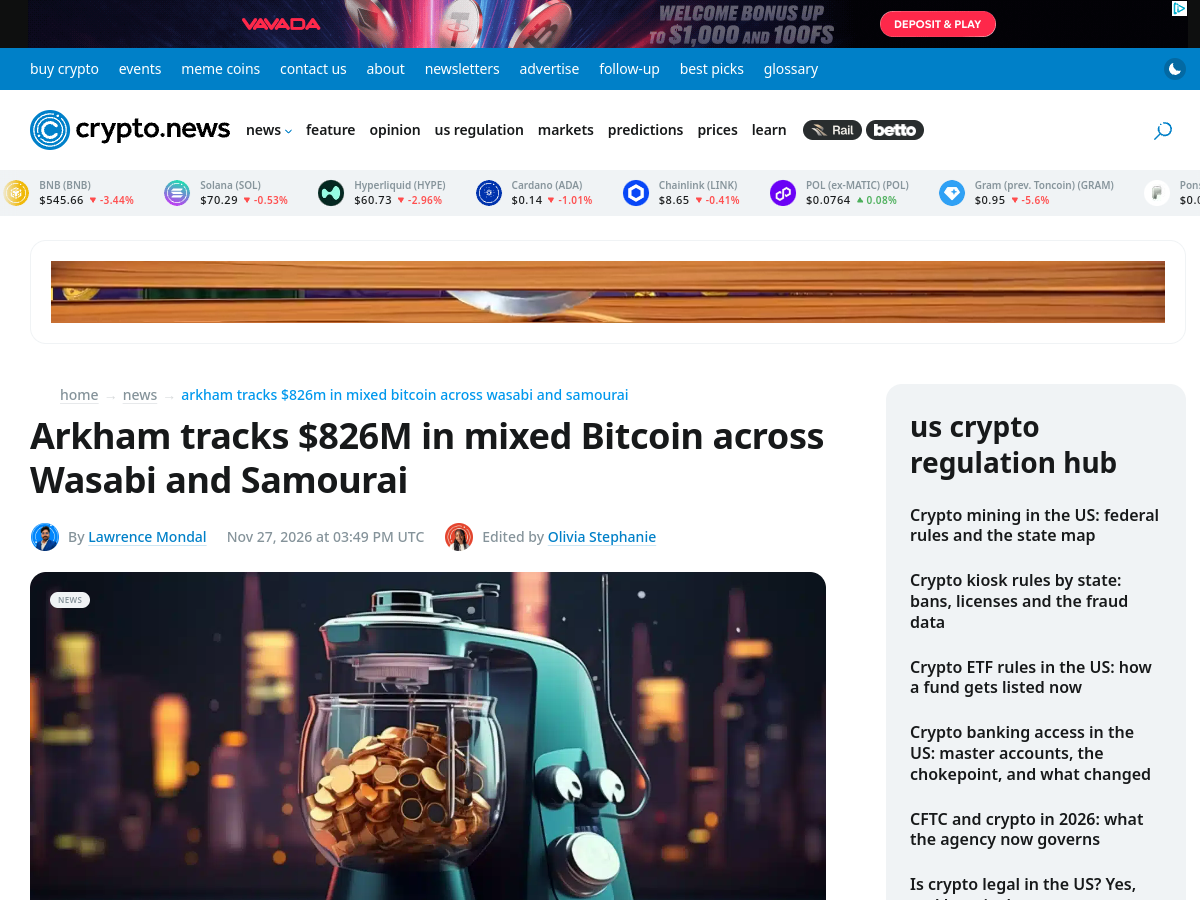 VAVADA
WELCOME BONUS UP
TO $1,000 AND 100FS
DEPOSIT & PLAY
buy crypto events meme coins contact us about newsletters advertise follow-up best picks glossary
crypto.news
news feature opinion us regulation markets predictions prices learn Rail betto
BNB (BNB) Solana (SOL) Hyperliquid (HYPE) Cardano (ADA) Chainlink (LINK) POL (ex-MATIC) (POL) Gram (prev. Toncoin) (GRAM)
$545.66 -3.44% $70.29 -0.53% $60.73 -2.96% $0.14 -1.01% $8.65 -0.41% $0.0764 0.08% $0.95 -5.6%
home → news → arkham tracks $826m in mixed bitcoin across wasabi and samourai
Arkham tracks $826M in mixed Bitcoin across
Wasabi and Samourai
By Lawrence Mondal Nov 27, 2026 at 03:49 PM UTC Edited by Olivia Stephanie
NEWS
us crypto
regulation hub
Crypto mining in the US: federal
rules and the state map
Crypto kiosk rules by state:
bans, licenses and the fraud
data
Crypto ETF rules in the US: how
a fund gets listed now
Crypto banking access in the
US: master accounts, the
chokepoint, and what changed
CFTC and crypto in 2026: what
the agency now governs
Is crypto legal in the US? Yes,